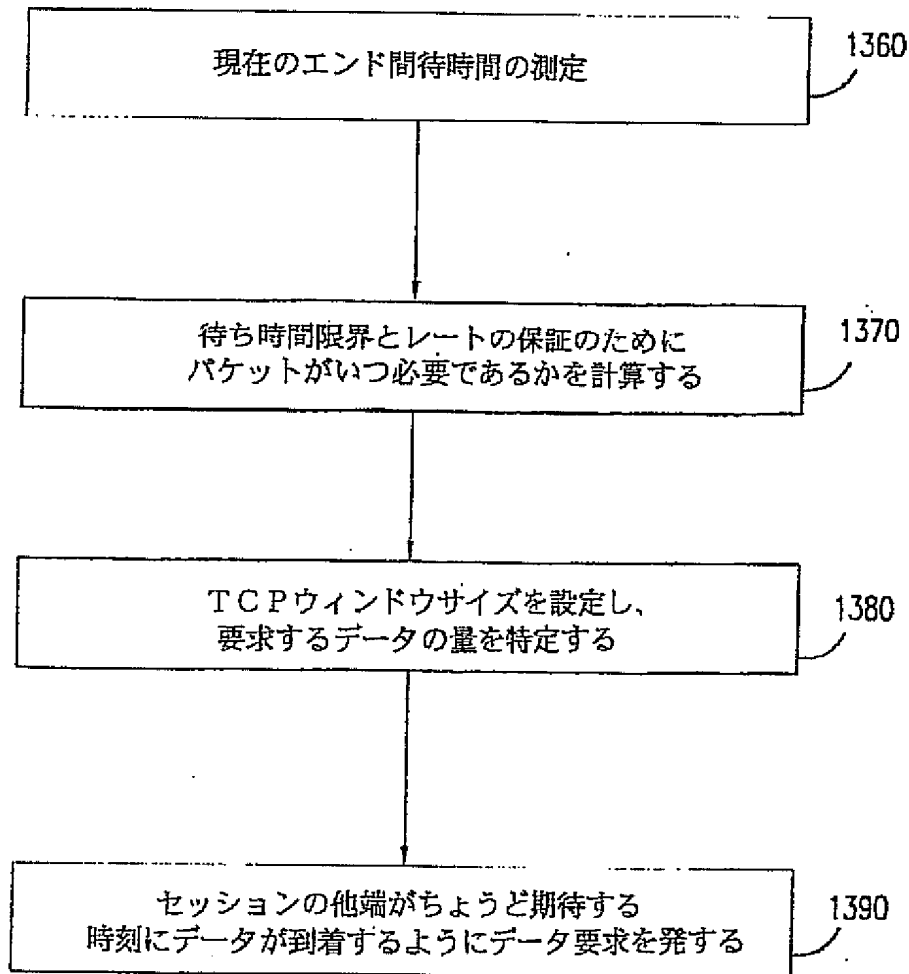 現在のエンド間待時間の測定
1360
待ち時間限界とレートの保証のために
パケットがいつ必要であるかを計算する
1370
TCPウィンドウサイズを設定し、
要求するデータの量を特定する
1380
セッションの他端がちょうど期待する
時刻にデータが到着するようにデータ要求を発する
1390